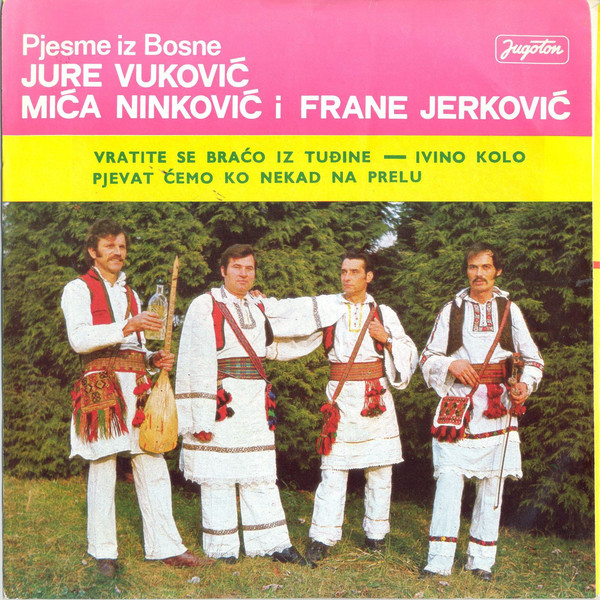 Pjesme iz Bosne
Jugoton
JURE VUKOVIĆ
MIĆA NINKOVIĆ i FRANE JERKOVIĆ
VRATITE SE BRAĆO IZ TUĐINE — IVINO KOLO
PJEVAT ĆEMO KO NEKAD NA PRELU